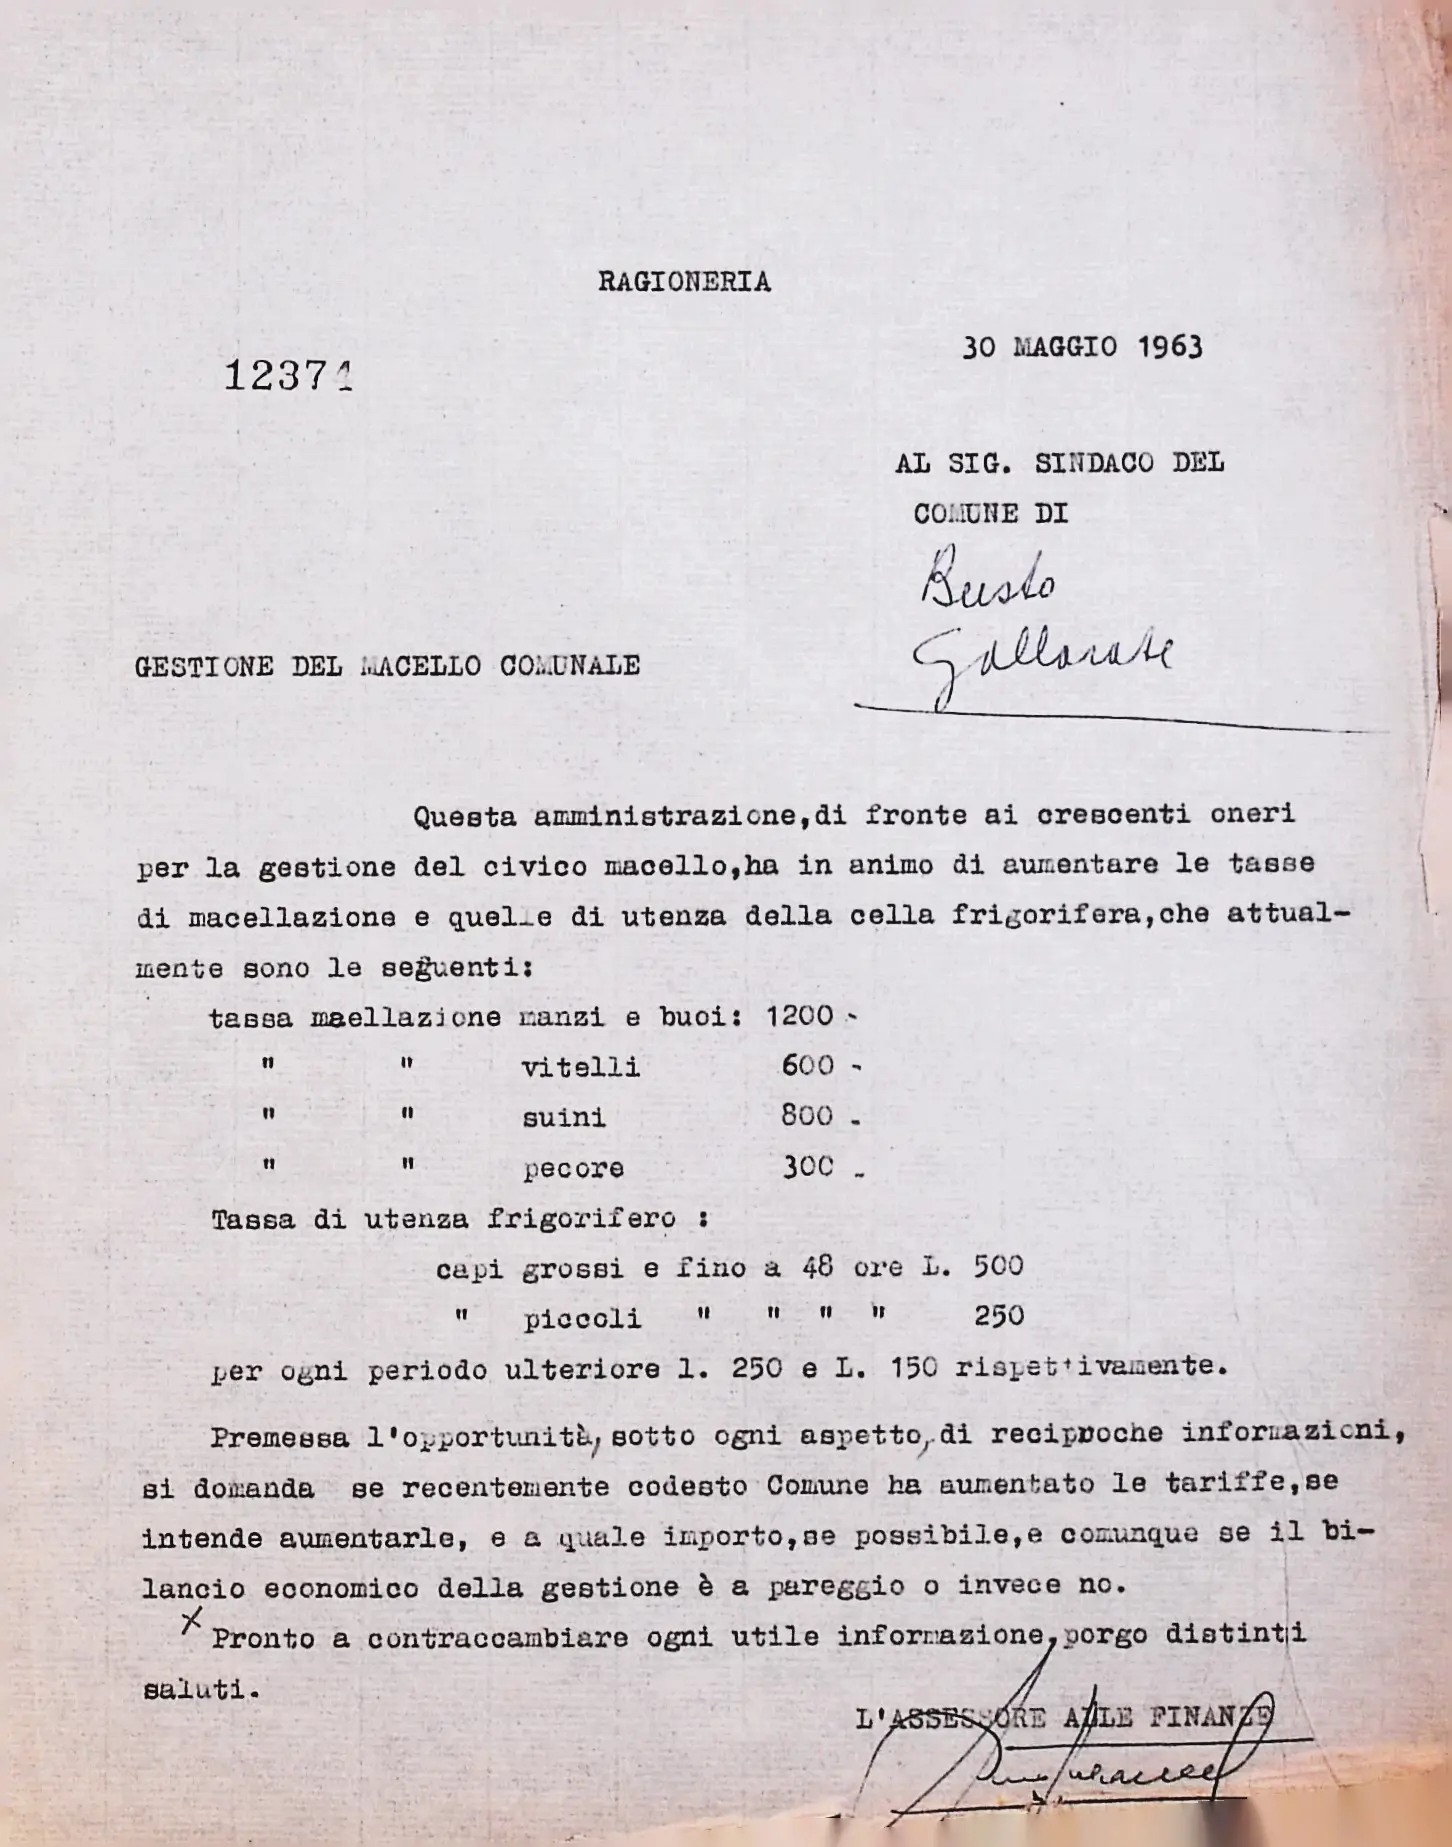 RAGIONERIA
30 MAGGIO 1963
12371
AL SIG. SINDACO DEL
COMUNE DI
Busto
Gallarate
GESTIONE DEL MACELLO COMUNALE
Questa amministrazione,di fronte ai crescenti oneri
per la gestione del civico macello,ha in animo di aumentare le tasse
di macellazione e quelle di utenza della cella frigorifera,che attual-
mente sono le seguenti:
tassa maellazione manzi e buoi: 1200 -
" " vitelli 600 -
" " suini 800 -
" " pecore 300 -
Tassa di utenza frigorifero :
capi grossi e fino a 48 ore L. 500
" piccoli " " " " 250
per ogni periodo ulteriore l. 250 e L. 150 rispettivamente.
Premessa l'opportunità, sotto ogni aspetto, di reciproche informazioni,
si domanda se recentemente codesto Comune ha aumentato le tariffe,se
intende aumentarle, e a quale importo,se possibile,e comunque se il bi-
lancio economico della gestione è a pareggio o invece no.
x Pronto a contraccambiare ogni utile informazione,porgo distinti
saluti.
L'ASSESSORE ALLE FINANZE